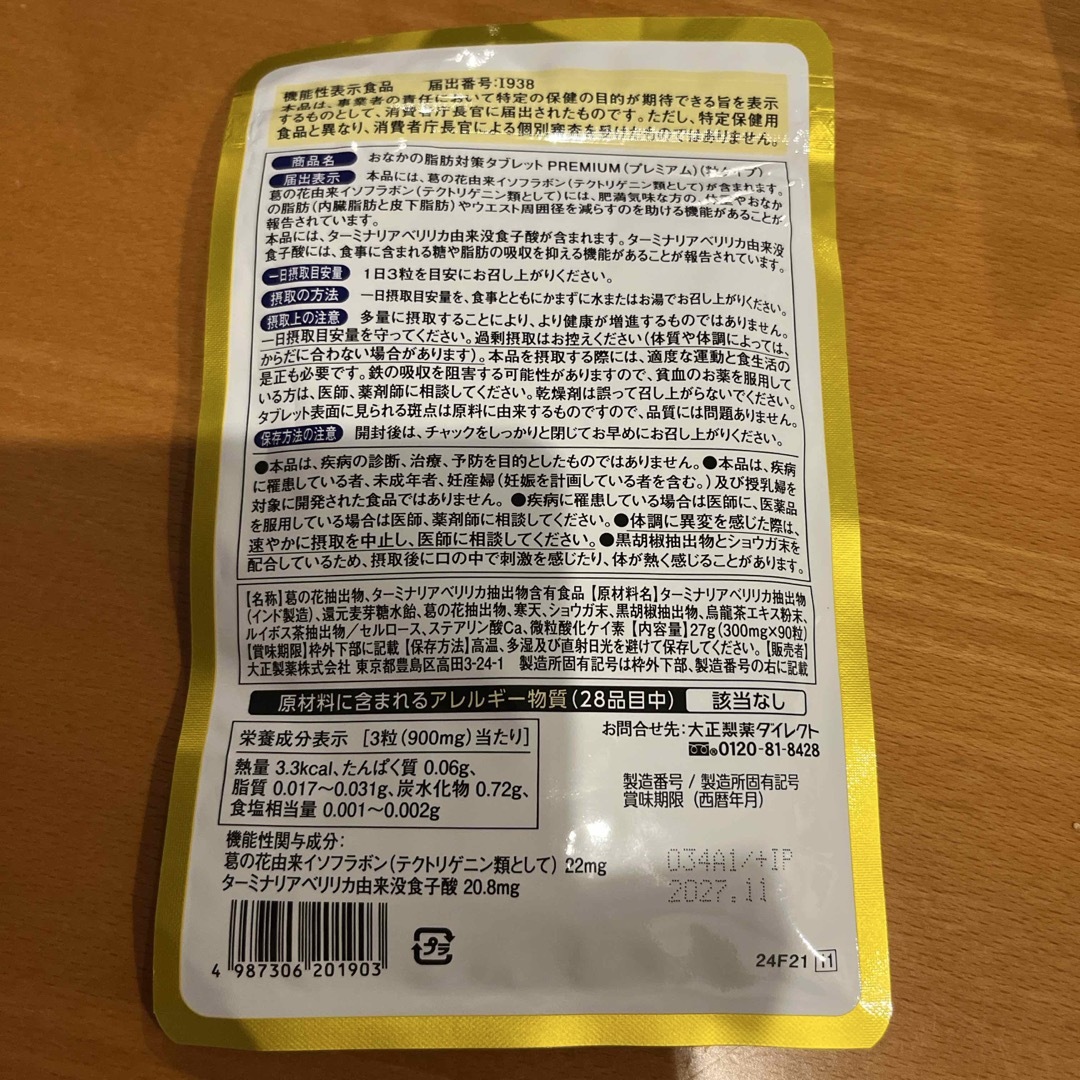 機能性表示食品 届出番号:I938
本品は、事業者の責任において特定の保健の目的が期待できる旨を表示
するものとして、消費者庁長官に届出されたものです。ただし、特定保健用
食品と異なり、消費者庁長官による個別審査を受けたものではありません。
商品名 おなかの脂肪対策タブレット PREMIUM(プレミアム)(粒タイプ)
届出表示 本品には、葛の花由来イソフラボン(テクトリゲニン類として)が含まれます。
葛の花由来イソフラボン(テクトリゲニン類として)には、肥満気味な方の、体重やおなか
の脂肪(内臓脂肪と皮下脂肪)やウエスト周囲径を減らすのを助ける機能があることが
報告されています。
本品には、ターミナリアベリリカ由来没食子酸が含まれます。ターミナリアベリリカ由来没
食子酸には、食事に含まれる糖や脂肪の吸収を抑える機能があることが報告されています。
一日摂取目安量 1日3粒を目安にお召し上がりください。
摂取の方法 一日摂取目安量を、食事とともにかまずに水またはお湯でお召し上がりください。
摂取上の注意 多量に摂取することにより、より健康が増進するものではありません。
一日摂取目安量を守ってください。過剰摂取はお控えください(体質や体調によっては、
からだに合わない場合があります)。本品を摂取する際には、適度な運動と食生活の
是正も必要です。鉄の吸収を阻害する可能性がありますので、貧血のお薬を服用して
いる方は、医師、薬剤師に相談してください。乾燥剤は誤って召し上がらないでください。
タブレット表面に見られる斑点は原料に由来するものですので、品質には問題ありません。
保存方法の注意 開封後は、チャックをしっかりと閉じてお早めにお召し上がりください。
●本品は、疾病の診断、治療、予防を目的としたものではありません。●本品は、疾病
に罹患している者、未成年者、妊産婦(妊娠を計画している者を含む。)及び授乳婦を
対象に開発された食品ではありません。●疾病に罹患している場合は医師に、医薬品
を服用している場合は医師、薬剤師に相談してください。●体調に異変を感じた際は、
速やかに摂取を中止し、医師に相談してください。●黒胡椒抽出物とショウガ末を
配合しているため、摂取後に口の中で刺激を感じたり、体が熱く感じることがあります。
【名称】葛の花抽出物、ターミナリアベリリカ抽出物含有食品【原材料名】ターミナリアベリリカ抽出物
(インド製造)、還元麦芽糖水飴、葛の花抽出物、寒天、ショウガ末、黒胡椒抽出物、烏龍茶エキス粉末、
ルイボス茶抽出物/セルロース、ステアリン酸Ca、微粒酸化ケイ素【内容量】27g(300mg×90粒)
【賞味期限】枠外下部に記載【保存方法】高温、多湿及び直射日光を避けて保存してください。【販売者】
大正製薬株式会社 東京都豊島区高田3-24-1 製造所固有記号は枠外下部、製造番号の右に記載
原材料に含まれるアレルギー物質(28品目中) 該当なし
栄養成分表示 [3粒(900mg)当たり]
熱量 3.3kcal、たんぱく質 0.06g、
脂質 0.017〜0.031g、炭水化物 0.72g、
食塩相当量 0.001〜0.002g
機能性関与成分:
葛の花由来イソフラボン(テクトリゲニン類として) 22mg
ターミナリアベリリカ由来没食子酸 20.8mg
お問合せ先:大正製薬ダイレクト
0120-81-8428
製造番号 / 製造所固有記号
賞味期限 (西暦年月)
034A1/+IP
2027.11
4 987306 201903
プラ
24F21 11